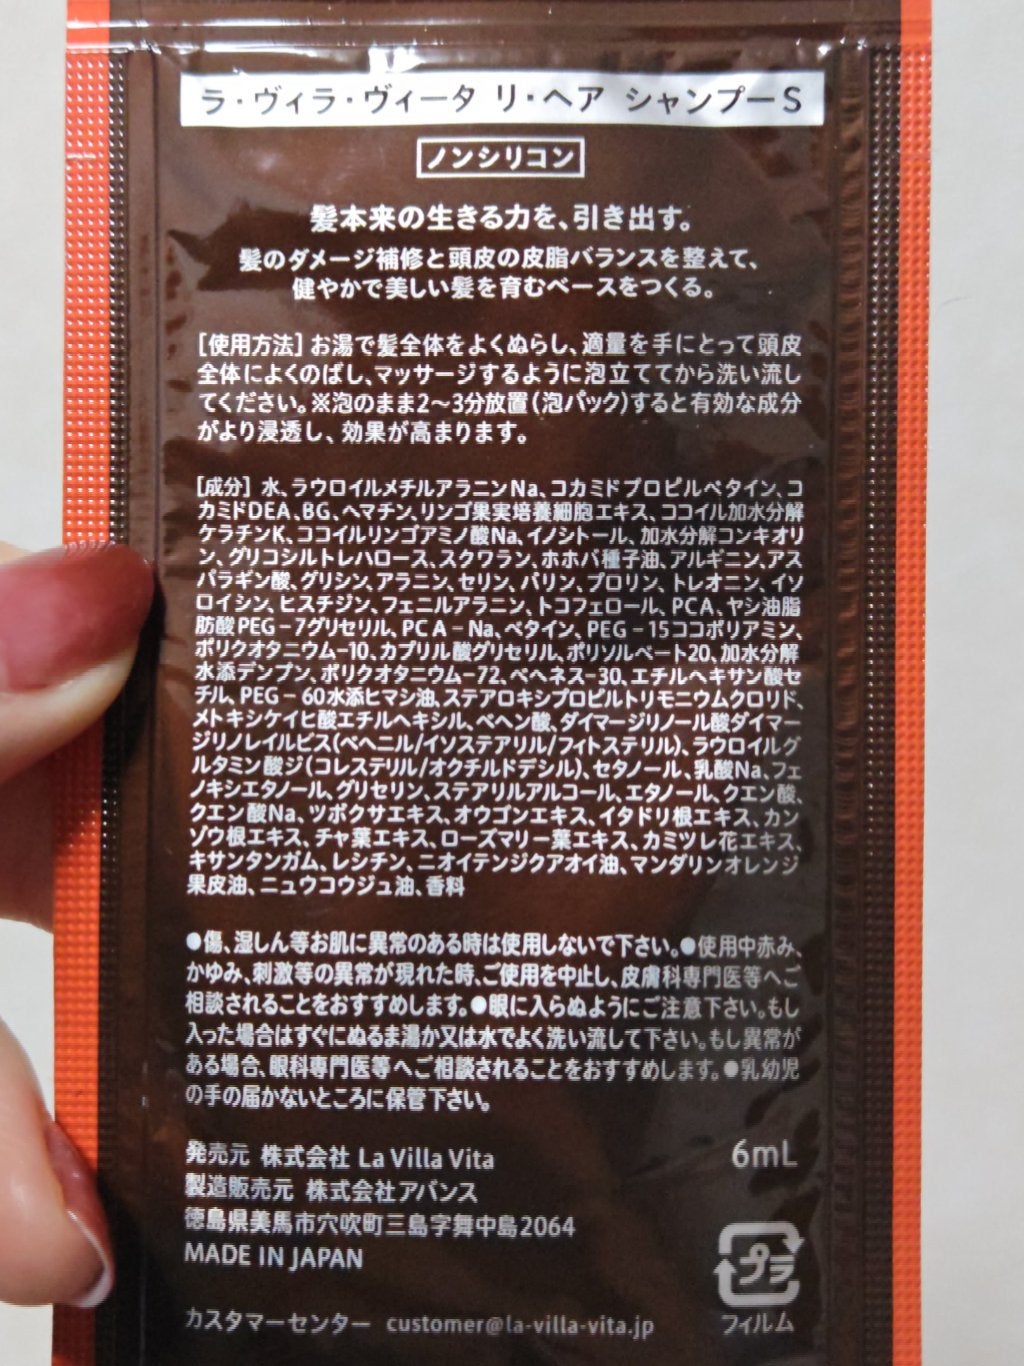 ラ・ヴィラ・ヴィータ リ・ヘア シャンプーS
ノンシリコン
髪本来の生きる力を、引き出す。
髪のダメージ補修と頭皮の皮脂バランスを整えて、
健やかで美しい髪を育むベースをつくる。
[使用方法] お湯で髪全体をよくぬらし、適量を手にとって頭皮
全体によくのばし、マッサージするように泡立ててから洗い流し
てください。※泡のまま2〜3分放置(泡パック)すると有効な成分
がより浸透し、効果が高まります。
[成分] 水、ラウロイルメチルアラニンNa、コカミドプロピルベタイン、コ
カミドDEA、BG、ヘマチン、リンゴ果実培養細胞エキス、ココイル加水分解
ケラチンK、ココイルリンゴアミノ酸Na、イノシトール、加水分解コンキオリ
ン、グリコシルトレハロース、スクワラン、ホホバ種子油、アルギニン、アス
パラギン酸、グリシン、アラニン、セリン、バリン、プロリン、トレオニン、イソ
ロイシン、ヒスチジン、フェニルアラニン、トコフェロール、PCA、ヤシ油脂
肪酸PEG－7グリセリル、PCA－Na、ベタイン、PEG－15ココポリアミン、
ポリクオタニウム-10、カプリル酸グリセリル、ポリソルベート20、加水分解
水添デンプン、ポリクオタニウム-72、ベヘネス-30、エチルヘキサン酸セ
チル、PEG－60水添ヒマシ油、ステアロキシプロピルトリモニウムクロリド、
メトキシケイヒ酸エチルヘキシル、ベヘン酸、ダイマージリノール酸ダイマー
ジリノレイルビス(ベヘニル/イソステアリル/フィトステリル)、ラウロイルグ
ルタミン酸ジ(コレステリル/オクチルドデシル)、セタノール、乳酸Na、フェ
ノキシエタノール、グリセリン、ステアリルアルコール、エタノール、クエン酸、
クエン酸Na、ツボクサエキス、オウゴンエキス、イタドリ根エキス、カン
ゾウ根エキス、チャ葉エキス、ローズマリー葉エキス、カミツレ花エキス、
キサンタンガム、レシチン、ニオイテンジクアオイ油、マンダリンオレンジ
果皮油、ニュウコウジュ油、香料
●傷、湿しん等お肌に異常のある時は使用しないで下さい。●使用中赤み、
かゆみ、刺激等の異常が現れた時、ご使用を中止し、皮膚科専門医等へご
相談されることをおすすめします。●眼に入らぬようにご注意下さい。もし
入った場合はすぐにぬるま湯か又は水でよく洗い流して下さい。もし異常が
ある場合、眼科専門医等へご相談されることをおすすめします。●乳幼児
の手の届かないところに保管下さい。
発売元 株式会社 La Villa Vita
製造販売元 株式会社アバンス
徳島県美馬市穴吹町三島字舞中島2064
MADE IN JAPAN
6mL
プラ
フィルム
カスタマーセンター customer@la-villa-vita.jp